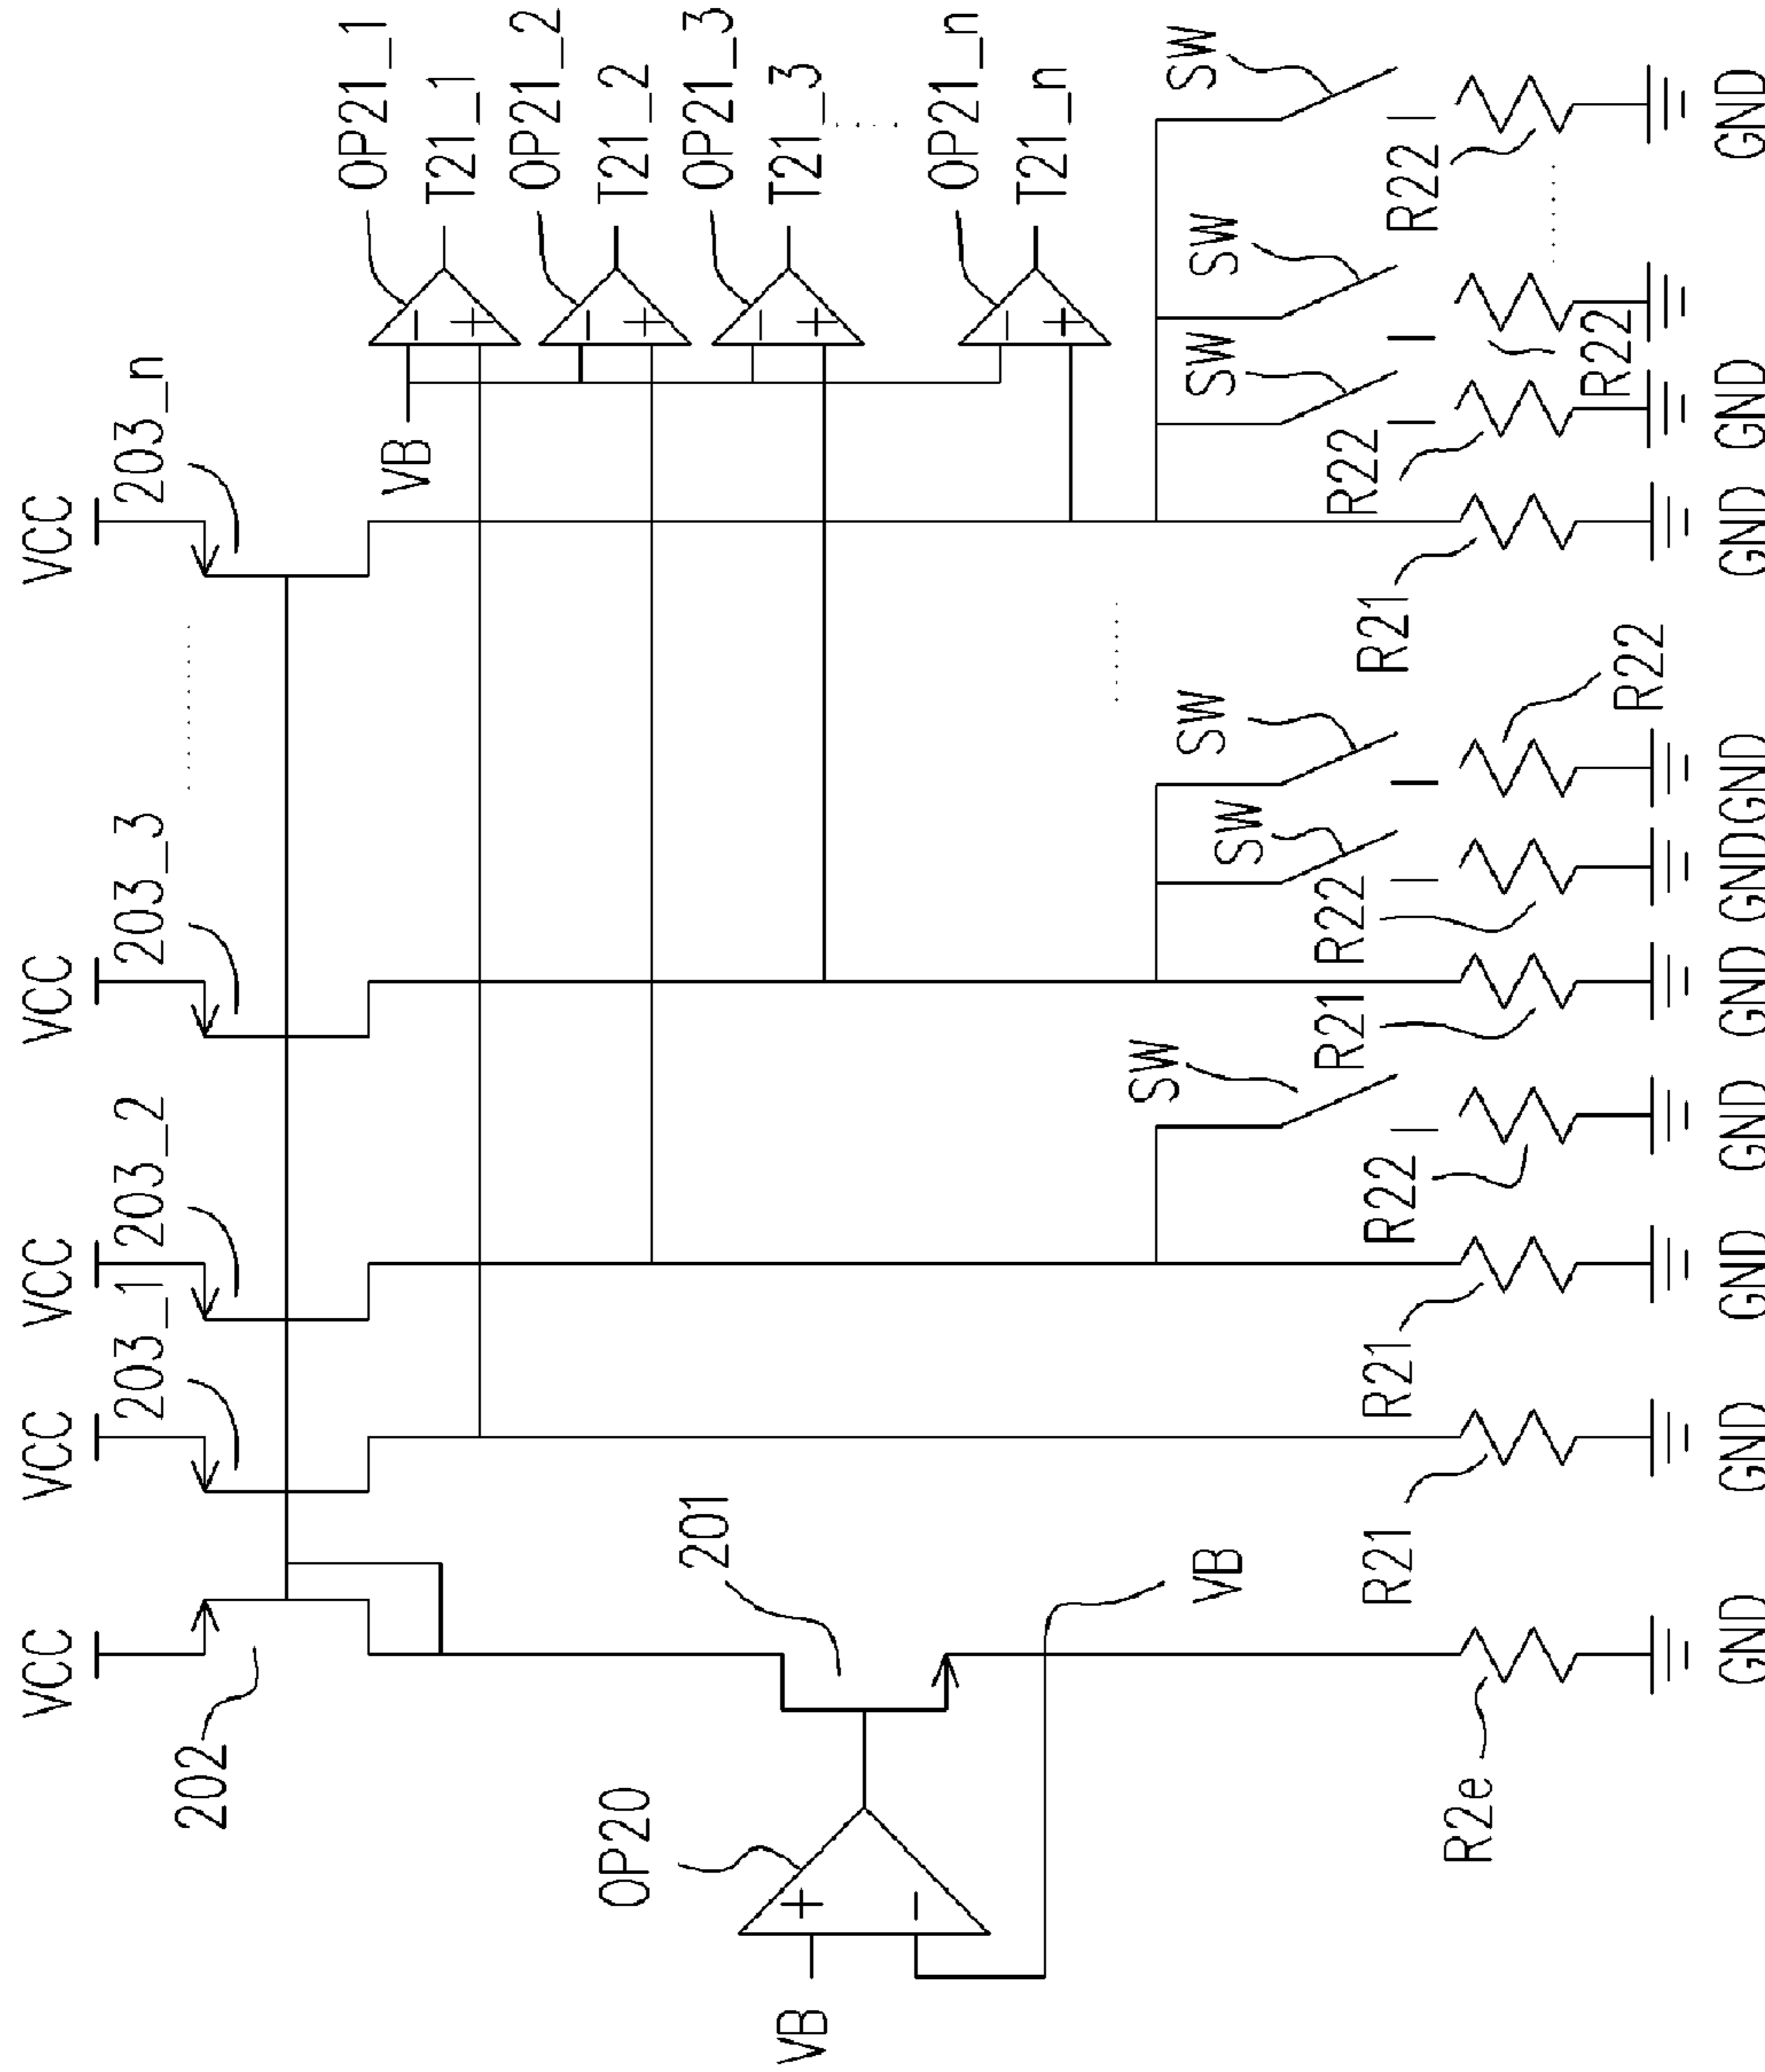 VCC
VCC
VCC
VCC
VCC
202
203_1
203_2
203_3
203_n
OP21_1
T21_1
OP21_2
T21_2
OP21_3
T21_3
OP21_n
T21_n
VB
−
+
−
+
−
+
−
+
OP20
+
−
VB
201
VB
SW
SW
SW
SW
SW
SW
R2e
R21
R21
R22
R21
R22
R22
R21
R22
R22
R22
GND
GND
GND
GND
GND
GND
GND
GND
GND
GND